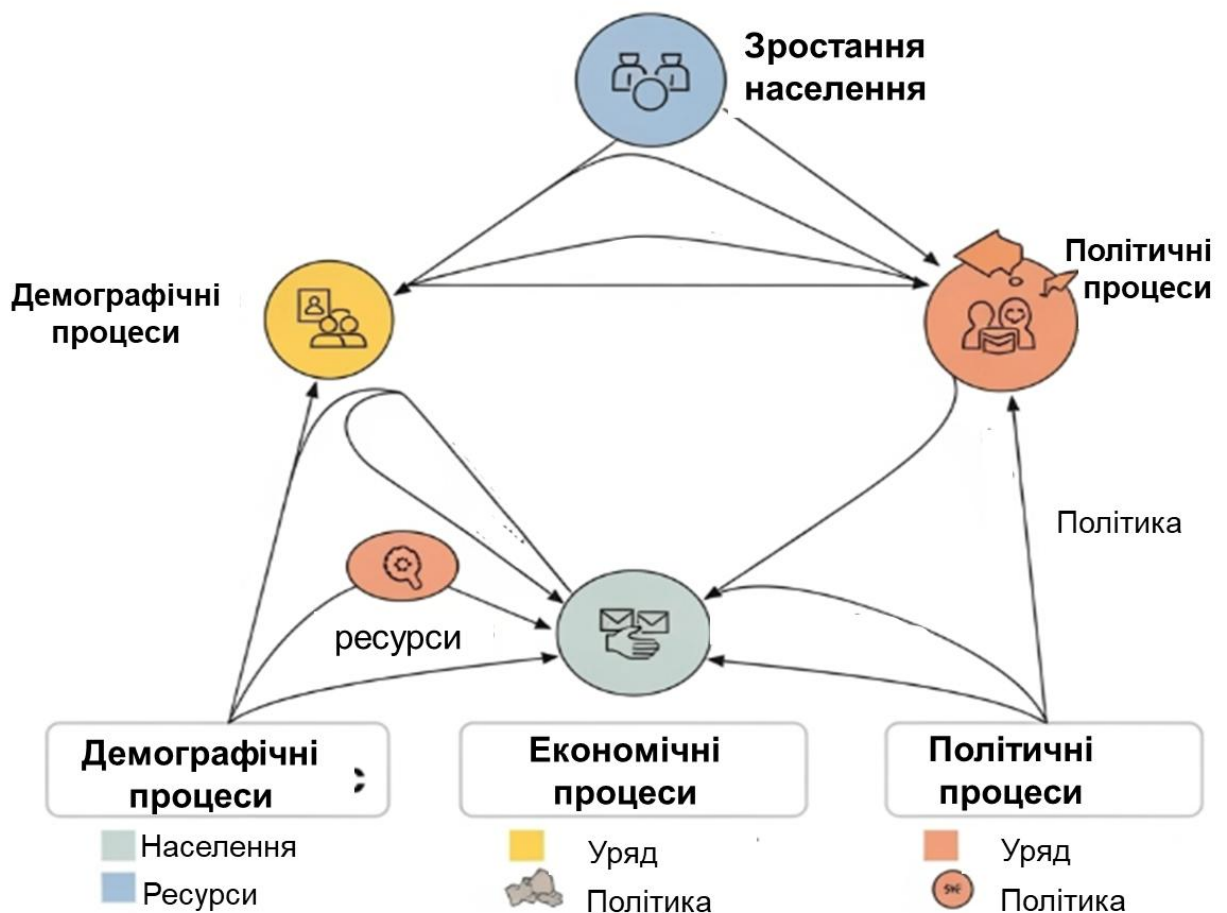 Зростання
населення
Політичні
процеси
Демографічні
процеси
Політика
ресурси
Демографічні
процеси
Економічні
процеси
Політичні
процеси
Населення
Ресурси
Уряд
Політика
Уряд
Політика